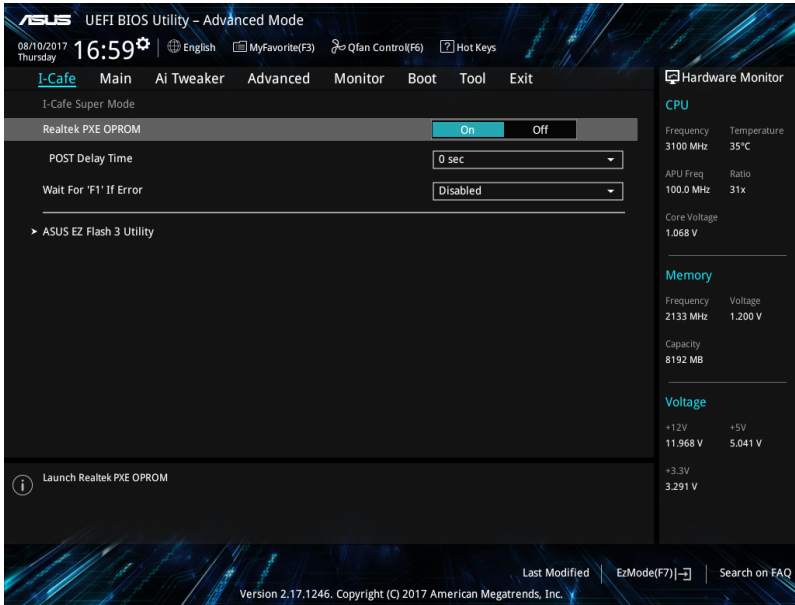 ASUS UEFI BIOS Utility – Advanced Mode
08/10/2017 Thursday 16:59 English MyFavorite(F3) Qfan Control(F6) ? Hot Keys
I-Cafe Main Ai Tweaker Advanced Monitor Boot Tool Exit
I-Cafe Super Mode
Realtek PXE OPROM On Off
POST Delay Time 0 sec
Wait For 'F1' If Error Disabled
ASUS EZ Flash 3 Utility
Launch Realtek PXE OPROM
Hardware Monitor
CPU
Frequency Temperature
3100 MHz 35°C
APU Freq Ratio
100.0 MHz 31x
Core Voltage
1.068 V
Memory
Frequency Voltage
2133 MHz 1.200 V
Capacity
8192 MB
Voltage
+12V +5V
11.968 V 5.041 V
+3.3V
3.291 V
Last Modified EzMode(F7) Search on FAQ
Version 2.17.1246. Copyright (C) 2017 American Megatrends, Inc.